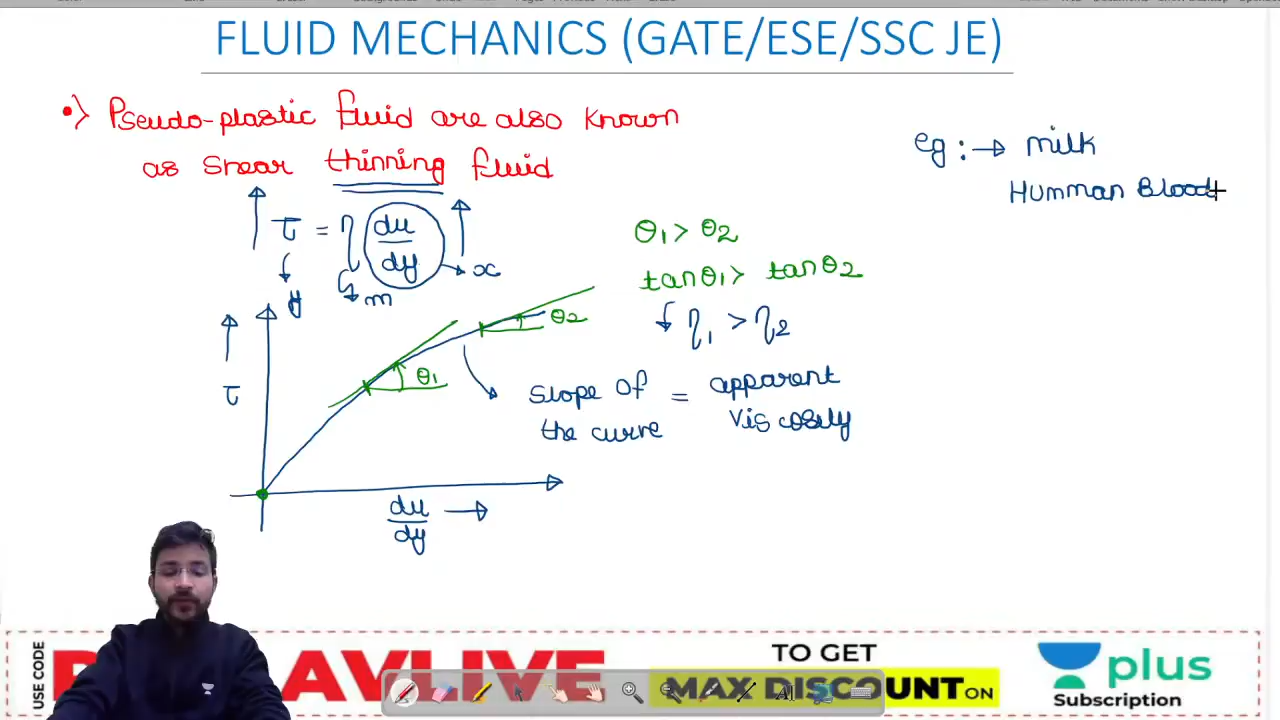 FLUID MECHANICS (GATE/ESE/SSC JE)
•) Pseudo-plastic fluid are also known
as shear thinning fluid
eg : → milk
Humman Blood
τ = η du/dy
y
m
x
θ1 > θ2
tanθ1 > tanθ2
η1 > η2
τ
θ1
θ2
Slope of the curve = apparent viscosity
du/dy →
USE CODE
AVLIVE
TO GET
MAX DISCOUNT ON
plus
Subscription